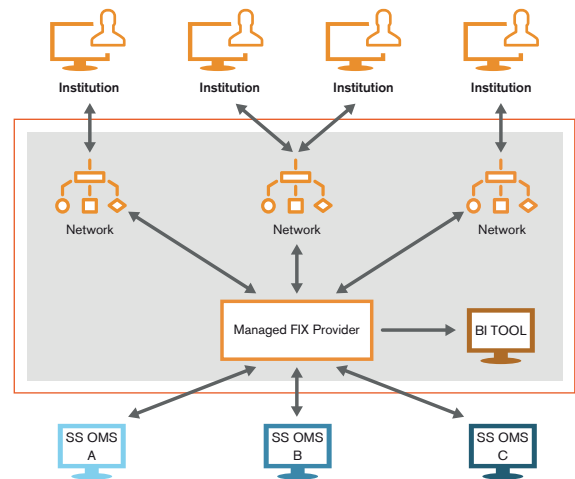 Institution
Institution
Institution
Institution
Network
Network
Network
Managed FIX Provider
BI TOOL
SS OMS
A
SS OMS
B
SS OMS
C